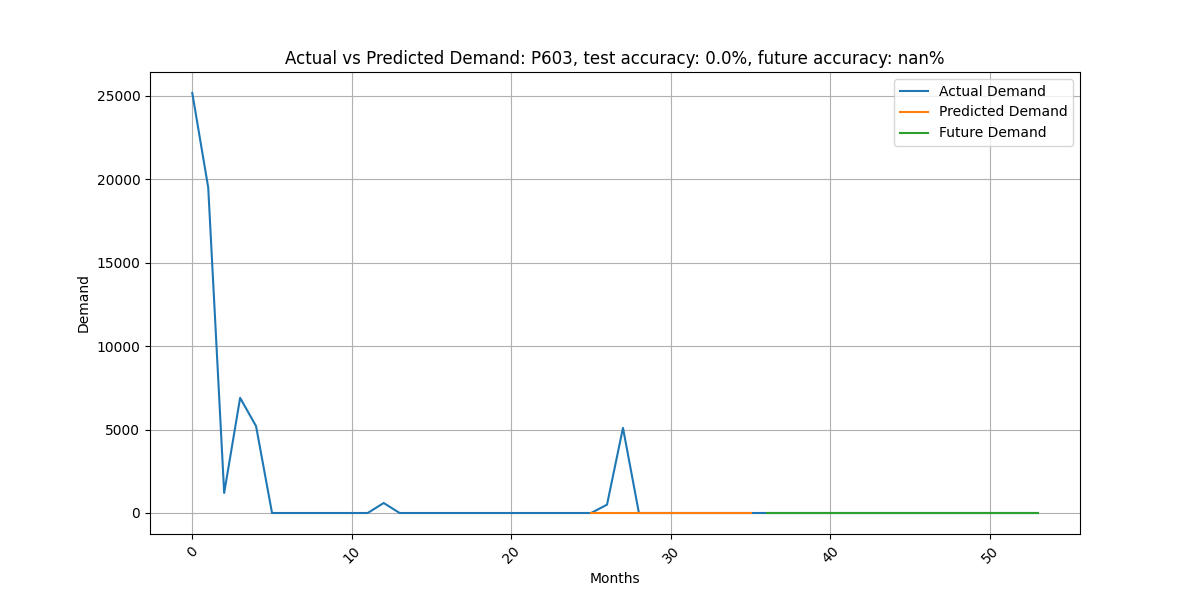 Actual vs Predicted Demand: P603, test accuracy: 0.0%, future accuracy: nan%
Actual Demand
Predicted Demand
Future Demand
25000
20000
15000
10000
5000
0
Demand
0 10 20 30 40 50
Months